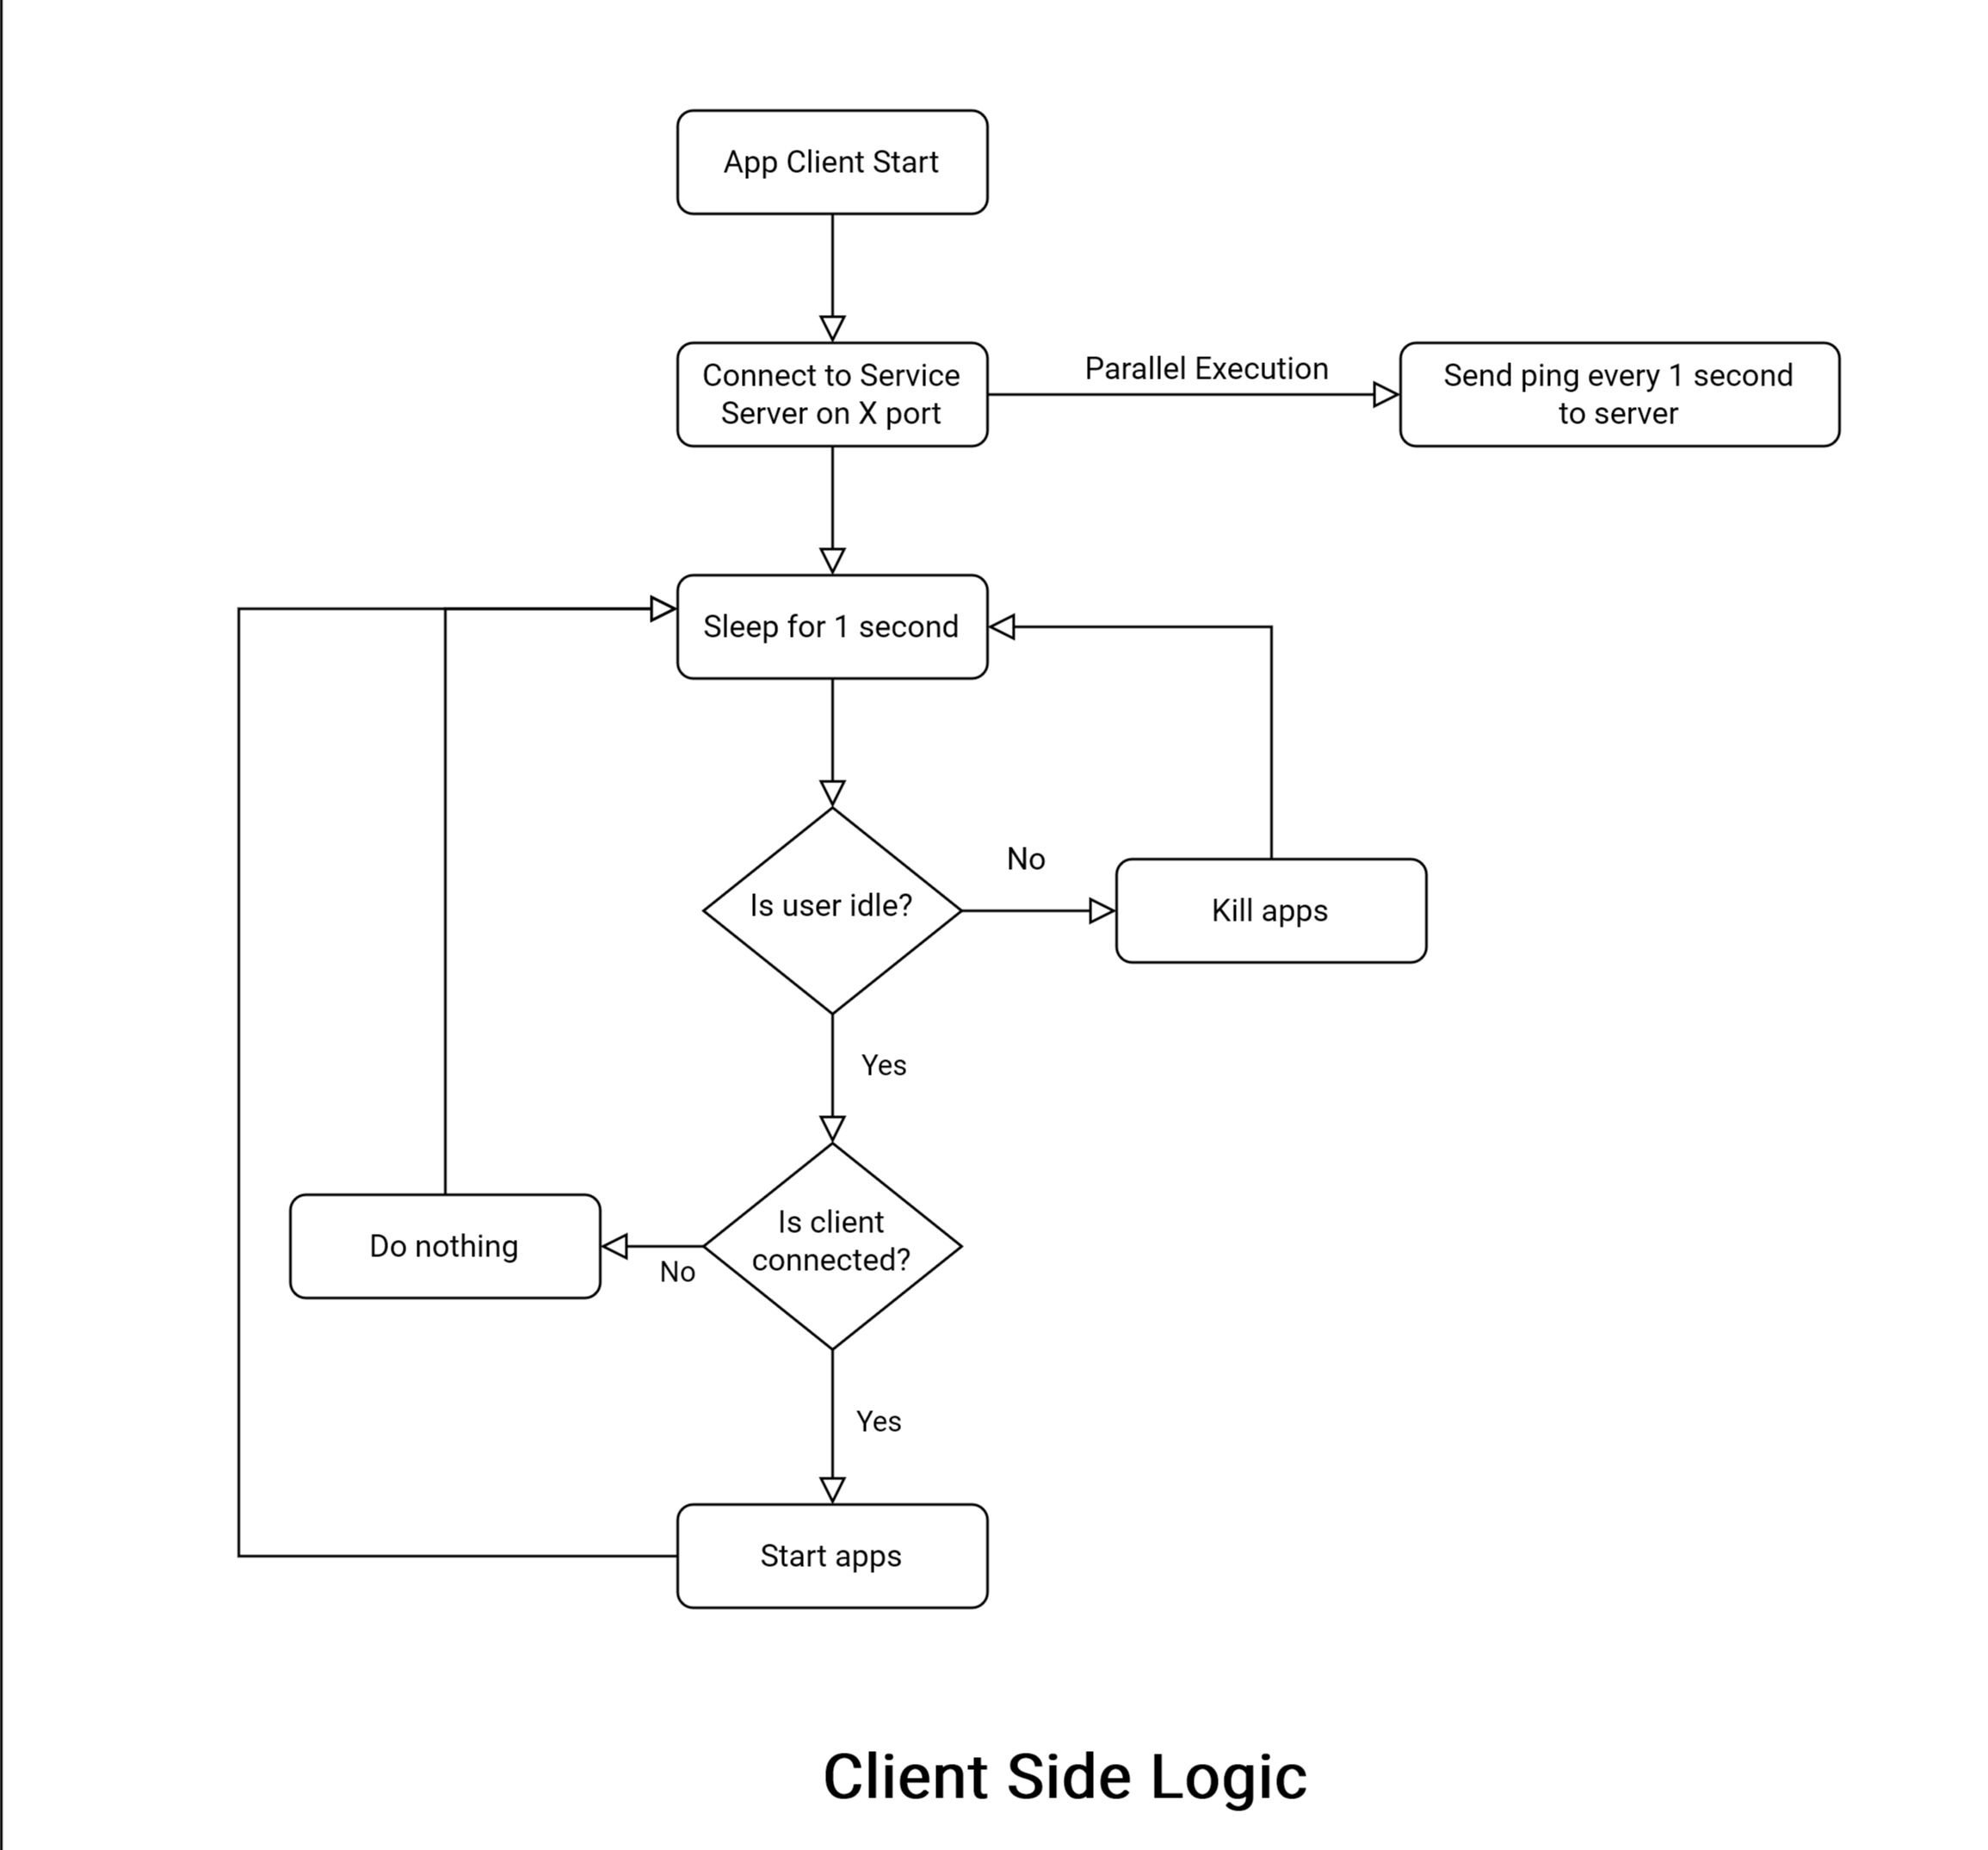 App Client Start
Connect to Service
Server on X port
Parallel Execution
Send ping every 1 second
to server
Sleep for 1 second
Is user idle?
No
Kill apps
Yes
Is client
connected?
No
Do nothing
Yes
Start apps
Client Side Logic